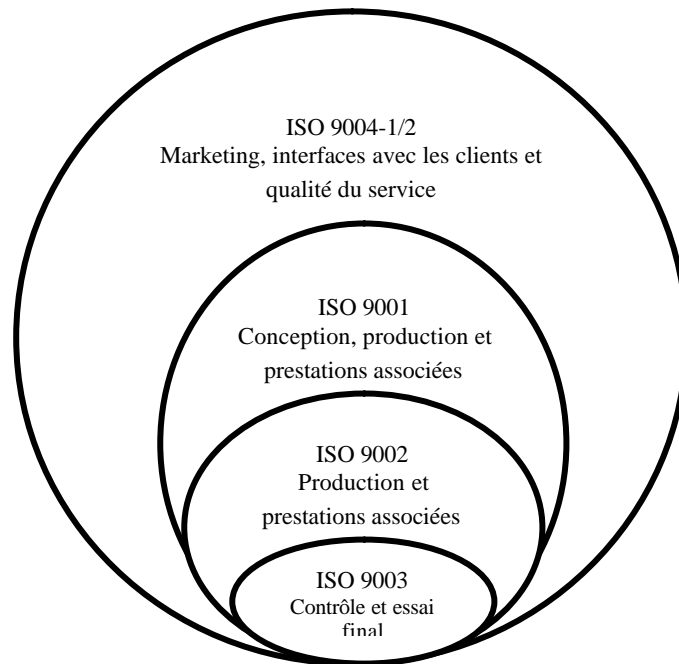 ISO 9004-1/2
Marketing, interfaces avec les clients et
qualité du service
ISO 9001
Conception, production et
prestations associées
ISO 9002
Production et
prestations associées
ISO 9003
Contrôle et essai
final